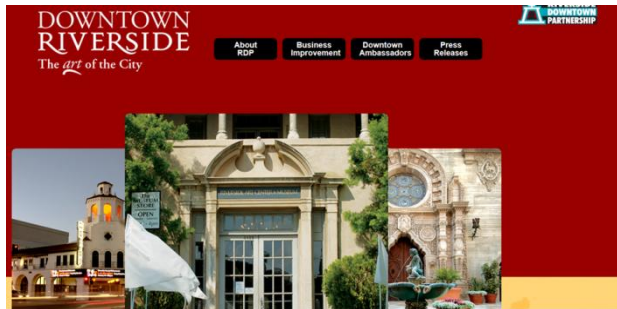 DOWNTOWN
RIVERSIDE
The art of the City
RIVERSIDE
DOWNTOWN
PARTNERSHIP
About
RDP
Business
Improvement
Downtown
Ambassadors
Press
Releases
OPEN